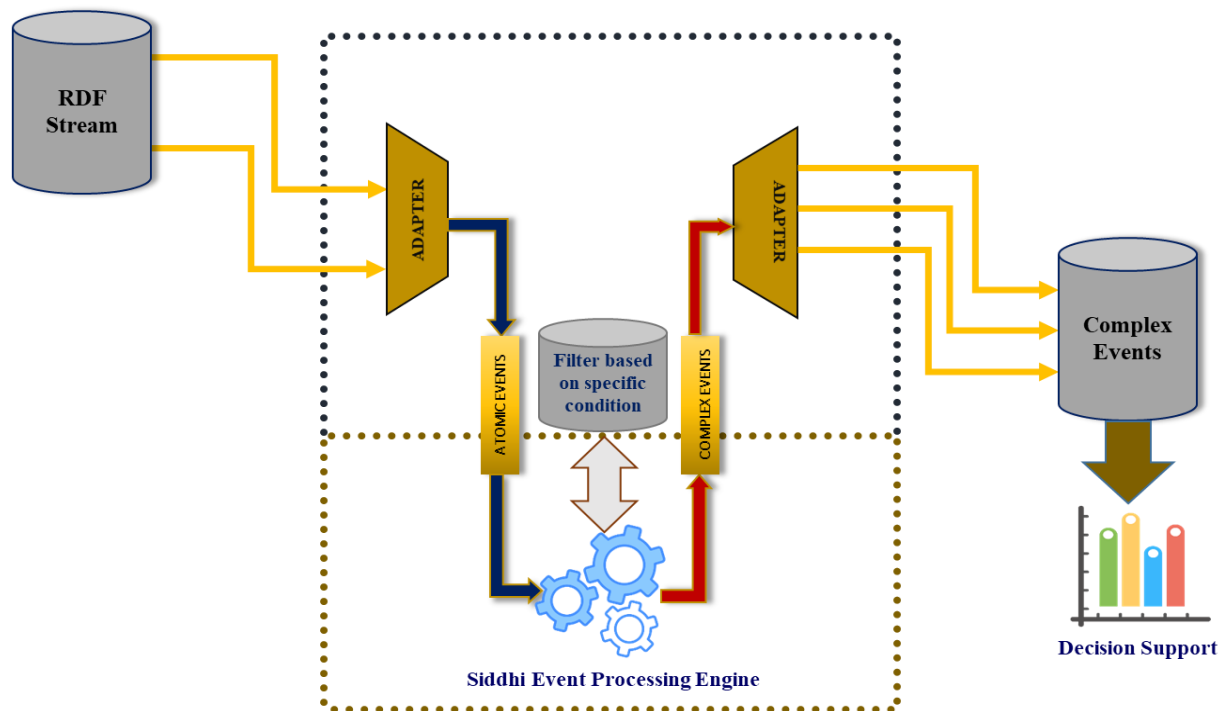 RDF
Stream
ADAPTER
ADAPTER
ATOMIC EVENTS
Filter based
on specific
condition
COMPLEX EVENTS
Complex
Events
Siddhi Event Processing Engine
Decision Support